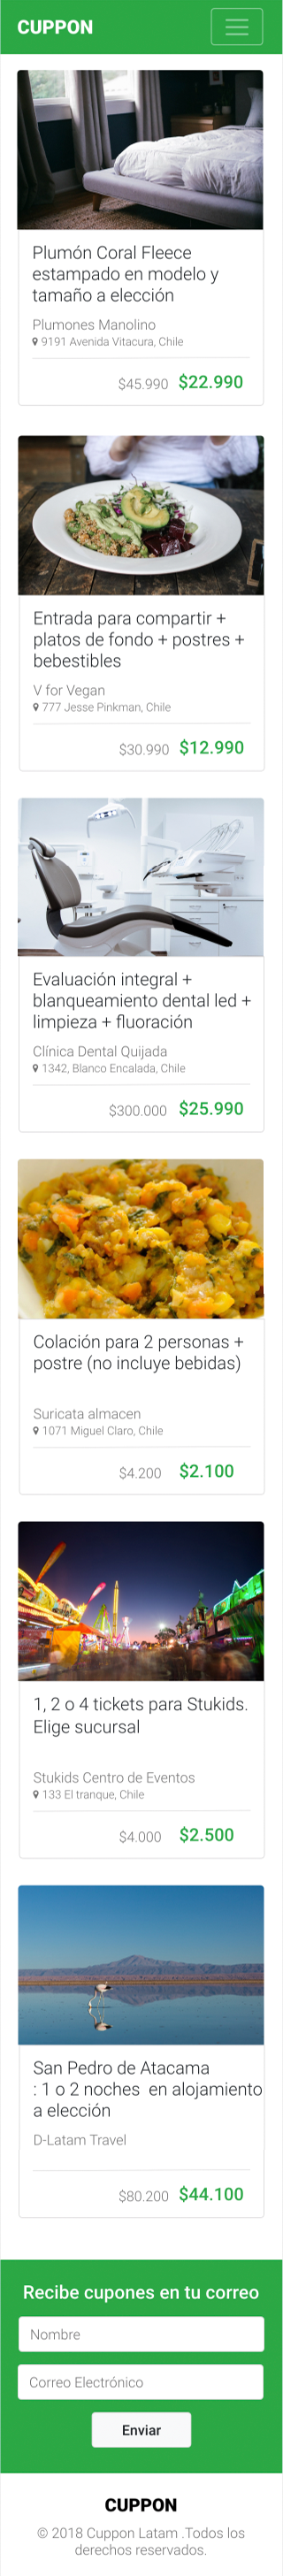 CUPPON
Plumón Coral Fleece
estampado en modelo y
tamaño a elección
Plumones Manolino
9191 Avenida Vitacura, Chile
$45.990 $22.990
Entrada para compartir +
platos de fondo + postres +
bebestibles
V for Vegan
777 Jesse Pinkman, Chile
$30.990 $12.990
Evaluación integral +
blanqueamiento dental led +
limpieza + fluoración
Clínica Dental Quijada
1342, Blanco Encalada, Chile
$300.000 $25.990
Colación para 2 personas +
postre (no incluye bebidas)
Suricata almacen
1071 Miguel Claro, Chile
$4.200 $2.100
1, 2 o 4 tickets para Stukids.
Elige sucursal
Stukids Centro de Eventos
133 El tranque, Chile
$4.000 $2.500
San Pedro de Atacama
: 1 o 2 noches en alojamiento
a elección
D-Latam Travel
$80.200 $44.100
Recibe cupones en tu correo
Nombre
Correo Electrónico
Enviar
CUPPON
© 2018 Cuppon Latam .Todos los
derechos reservados.